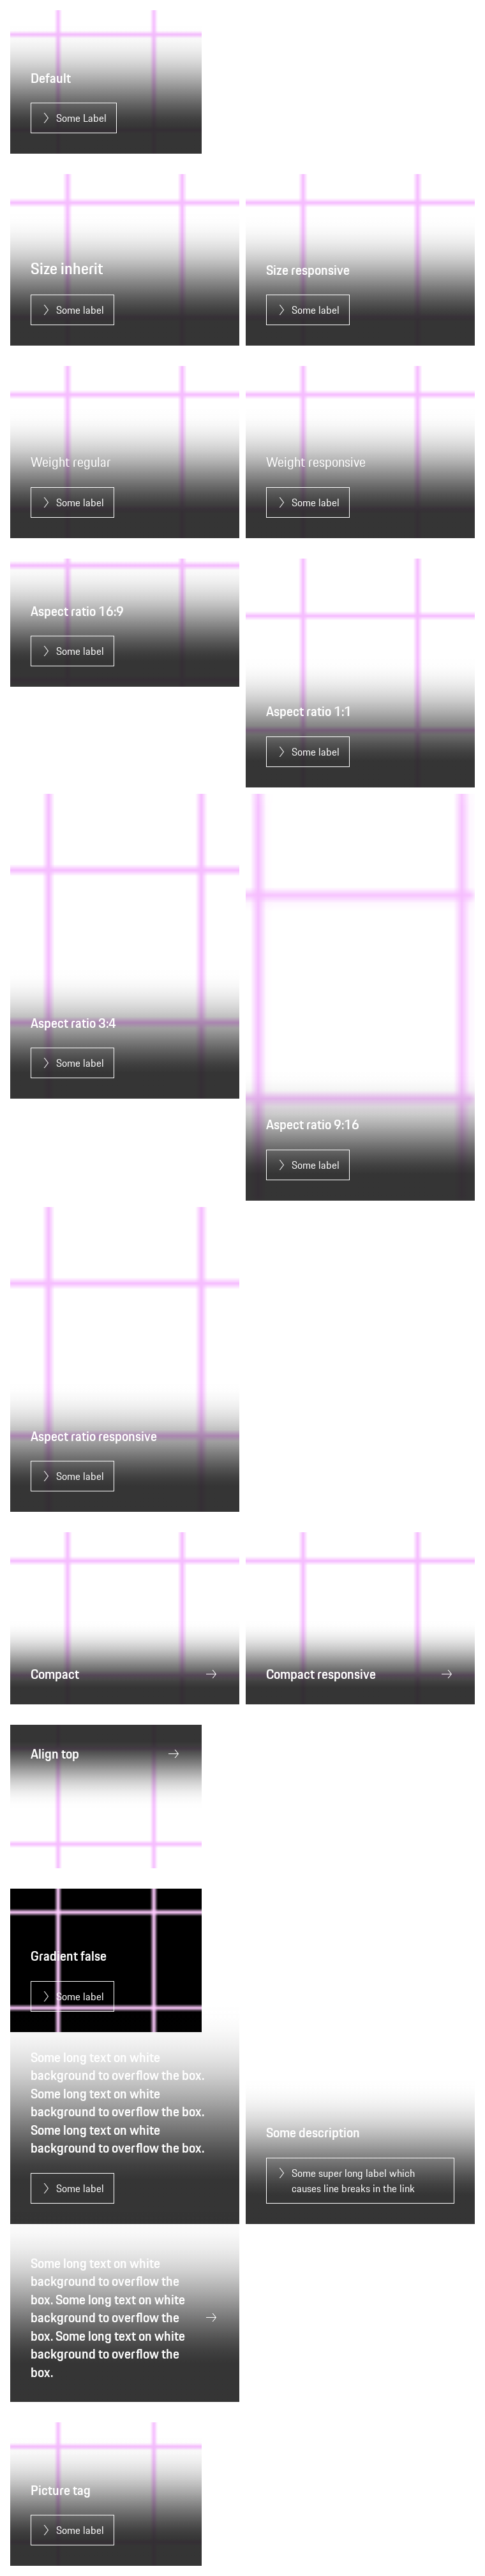 Default
Some Label
Size inherit
Some label
Size responsive
Some label
Weight regular
Some label
Weight responsive
Some label
Aspect ratio 16:9
Some label
Aspect ratio 1:1
Some label
Aspect ratio 3:4
Some label
Aspect ratio 9:16
Some label
Aspect ratio responsive
Some label
Compact
Compact responsive
Align top
Gradient false
Some label
Some long text on white
background to overflow the box.
Some long text on white
background to overflow the box.
Some long text on white
background to overflow the box.
Some label
Some description
Some super long label which
causes line breaks in the link
Some long text on white
background to overflow the
box. Some long text on white
background to overflow the
box. Some long text on white
background to overflow the
box.
Picture tag
Some label